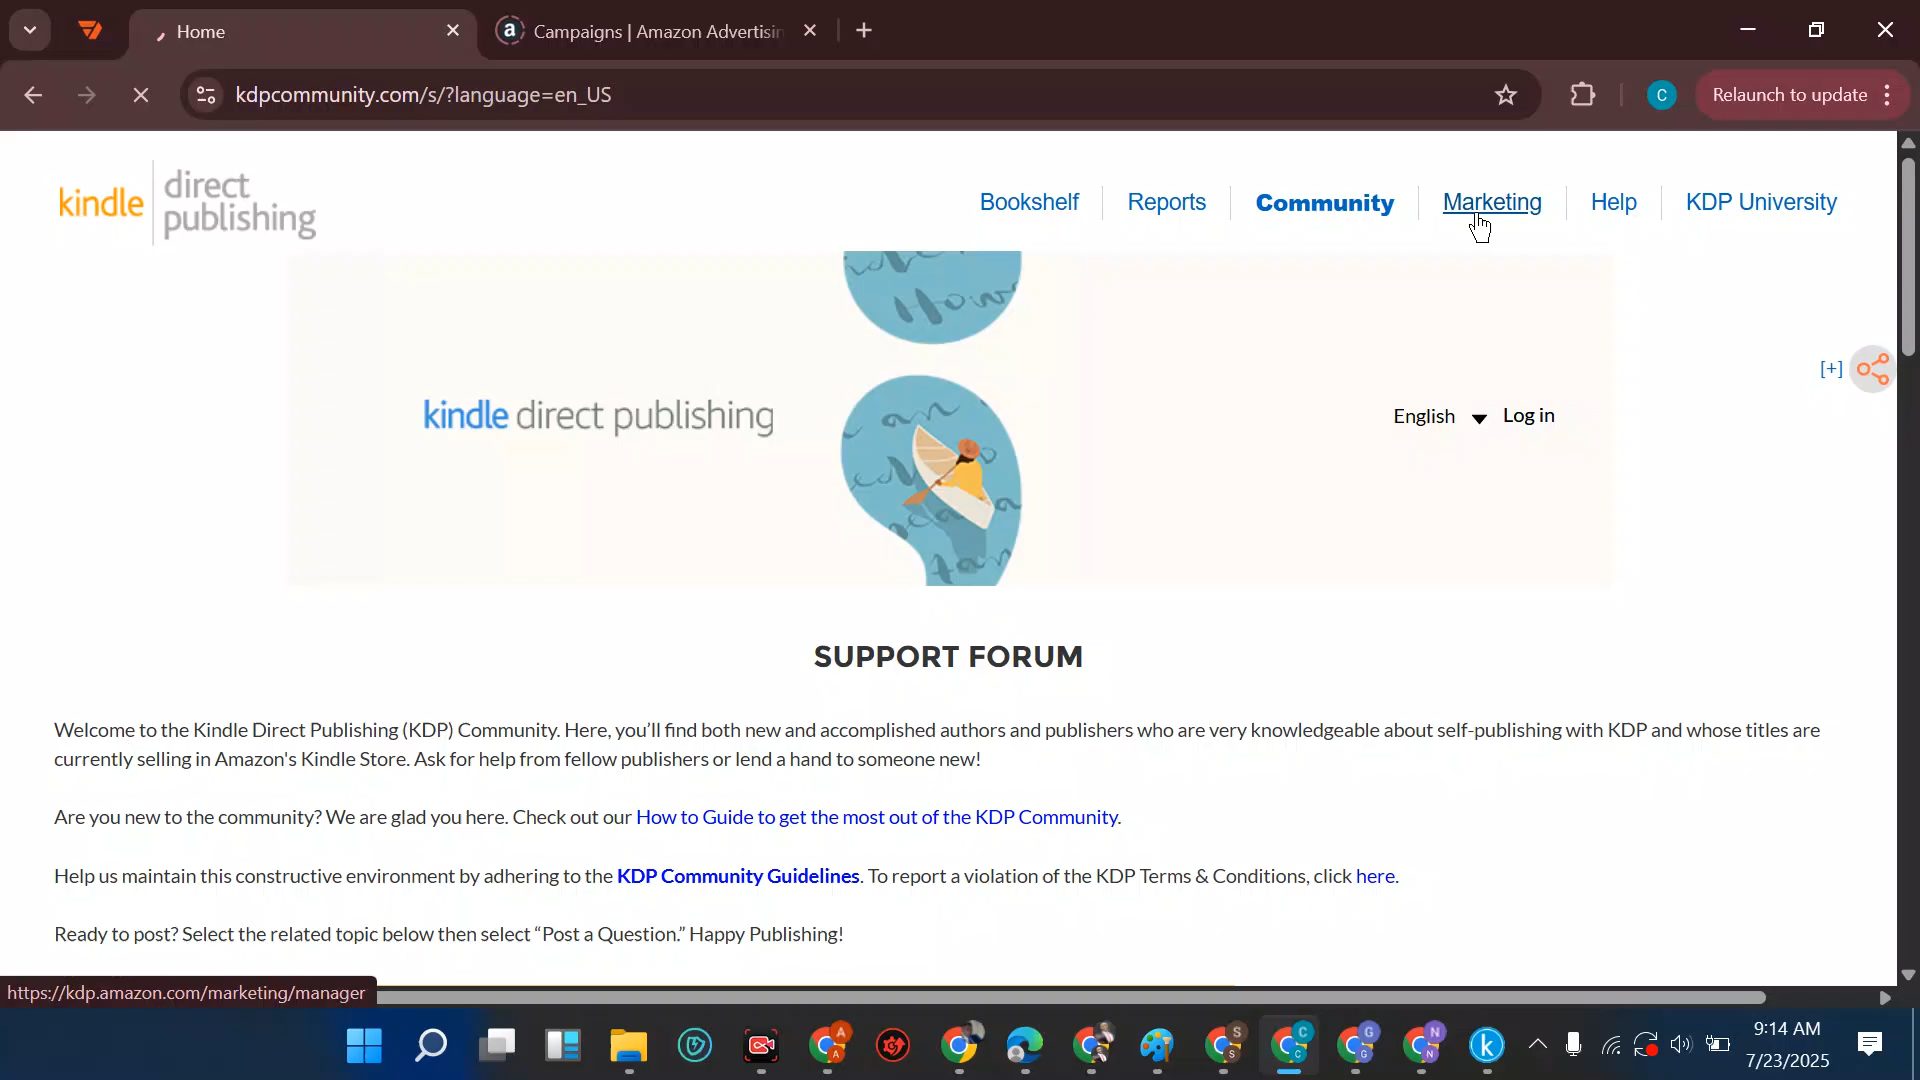 Home
Campaigns | Amazon Advertisin
kdpcommunity.com/s/?language=en_US
C
Relaunch to update
kindle direct publishing
Bookshelf
Reports
Community
Marketing
Help
KDP University
kindle direct publishing
English
Log in
[+]
SUPPORT FORUM
Welcome to the Kindle Direct Publishing (KDP) Community. Here, you’ll find both new and accomplished authors and publishers who are very knowledgeable about self-publishing with KDP and whose titles are
currently selling in Amazon's Kindle Store. Ask for help from fellow publishers or lend a hand to someone new!
Are you new to the community? We are glad you here. Check out our How to Guide to get the most out of the KDP Community.
Help us maintain this constructive environment by adhering to the KDP Community Guidelines. To report a violation of the KDP Terms & Conditions, click here.
Ready to post? Select the related topic below then select “Post a Question.” Happy Publishing!
https://kdp.amazon.com/marketing/manager
9:14 AM
7/23/2025